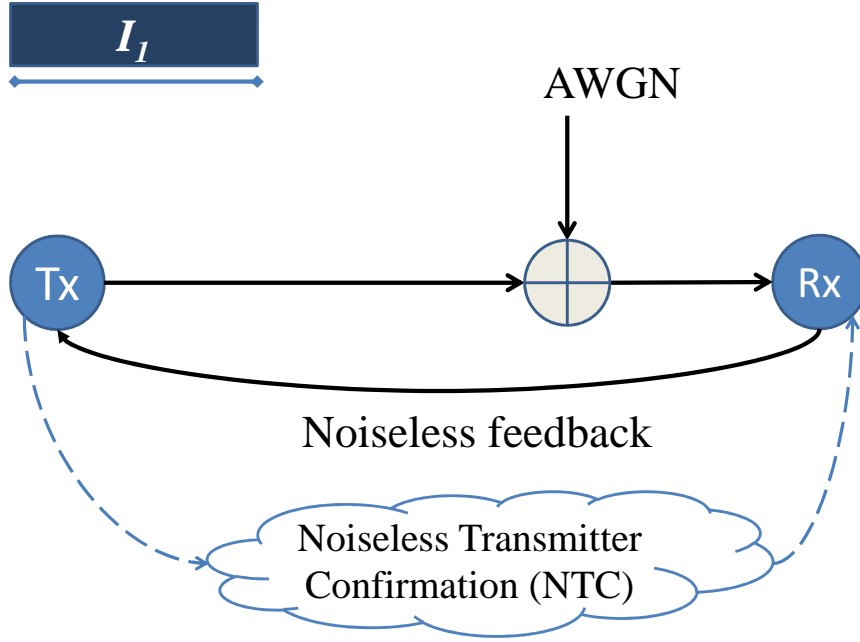 I1
AWGN
Tx
Rx
Noiseless feedback
Noiseless Transmitter
Confirmation (NTC)